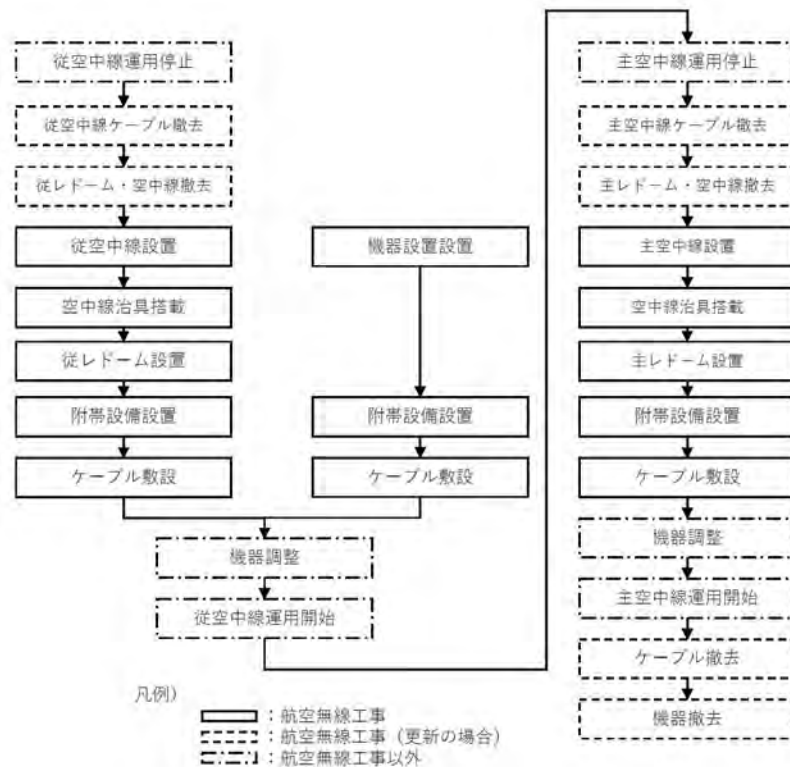 従空中線運用停止
従空中線ケーブル撤去
従レドーム・空中線撤去
従空中線設置
空中線治具搭載
従レドーム設置
附帯設備設置
ケーブル敷設
機器設置設置
附帯設備設置
ケーブル敷設
機器調整
従空中線運用開始
主空中線運用停止
主空中線ケーブル撤去
主レドーム・空中線撤去
主空中線設置
空中線治具搭載
主レドーム設置
附帯設備設置
ケーブル敷設
機器調整
主空中線運用開始
ケーブル撤去
機器撤去
凡例）
：航空無線工事
：航空無線工事（更新の場合）
：航空無線工事以外